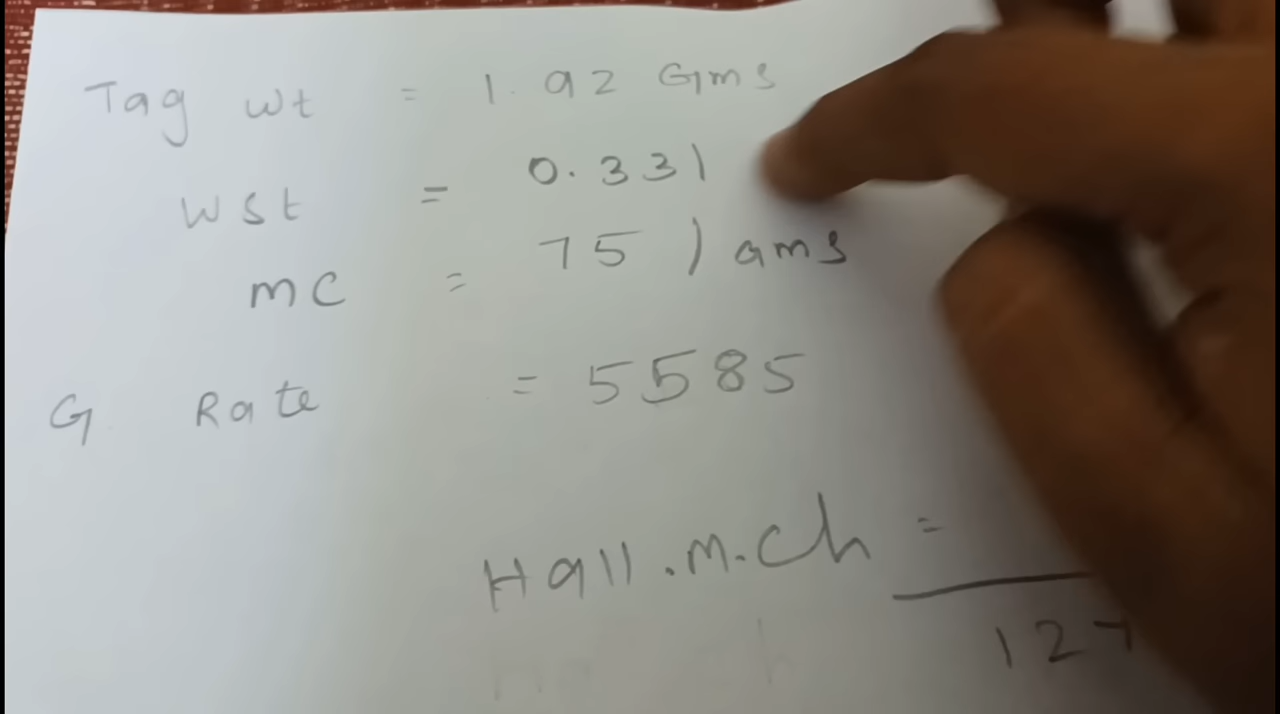 Tag Wt = 1.92 Gms
Wst = 0.331
mc = 75 ) Gms
G Rate = 5585
Hall.m.Ch =
127